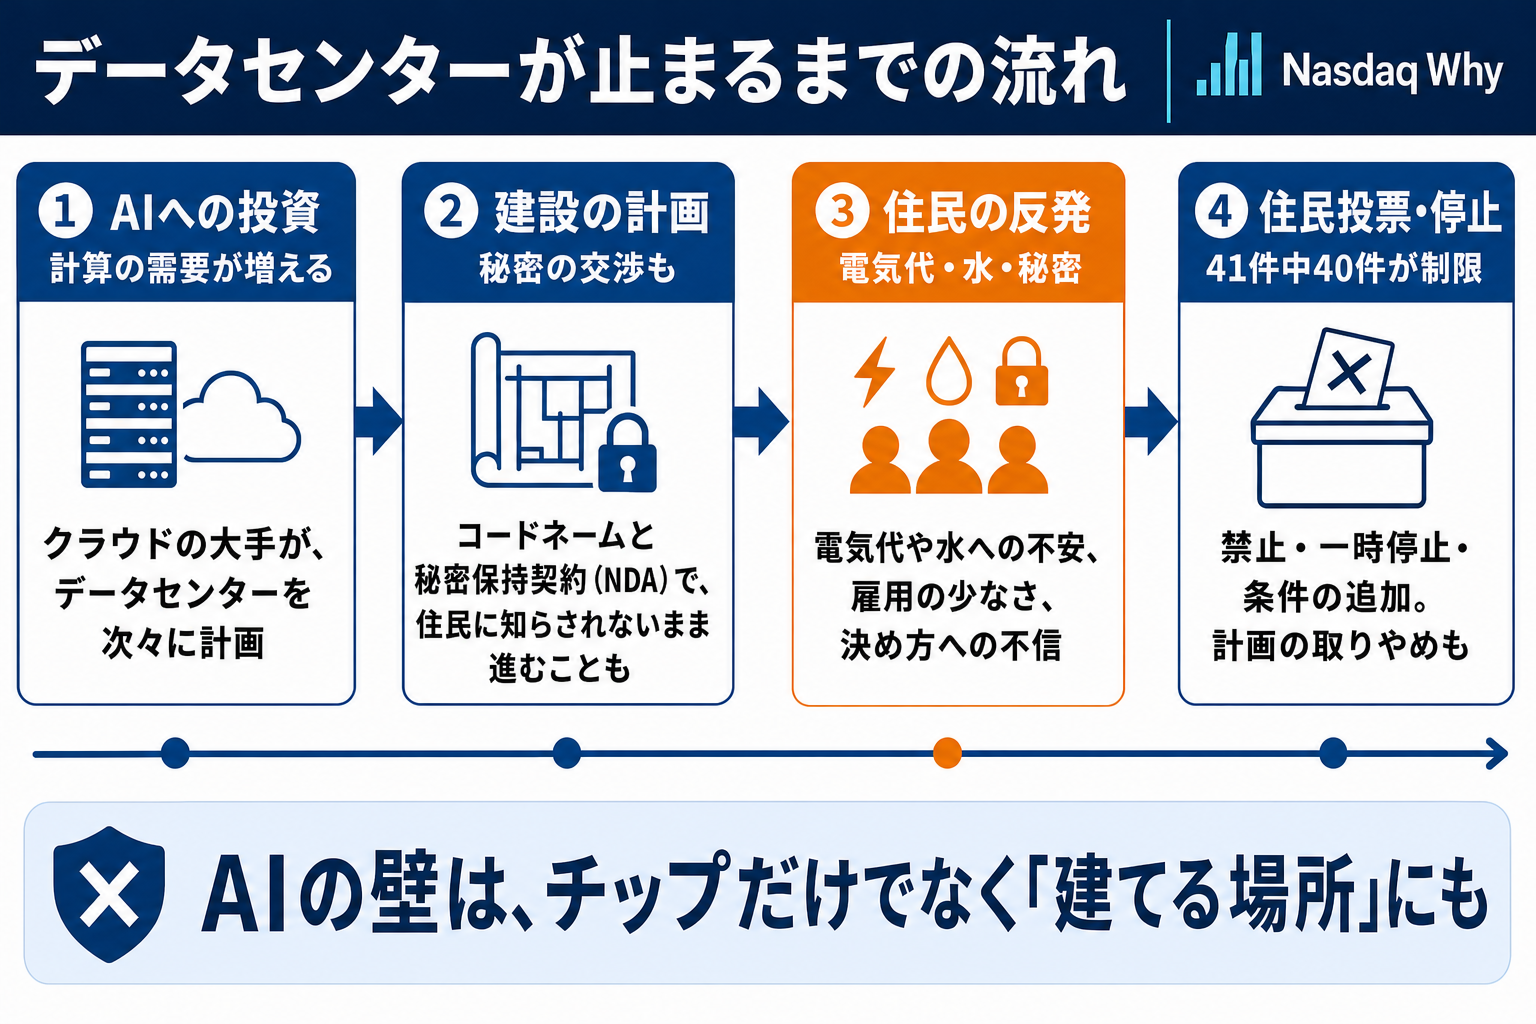 データセンターが止まるまでの流れ
Nasdaq Why
1 AIへの投資
計算の需要が増える
クラウドの大手が、
データセンターを
次々に計画
2 建設の計画
秘密の交渉も
コードネームと
秘密保持契約(NDA)で、
住民に知らされないまま
進むことも
3 住民の反発
電気代・水・秘密
電気代や水への不安、
雇用の少なさ、
決め方への不信
4 住民投票・停止
41件中40件が制限
禁止・一時停止・
条件の追加。
計画の取りやめも
AIの壁は、チップだけでなく「建てる場所」にも